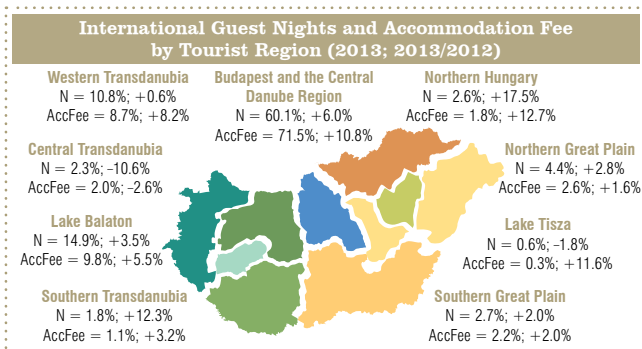 International Guest Nights and Accommodation Fee
by Tourist Region (2013; 2013/2012)
Western Transdanubia
N = 10.8%; +0.6%
AccFee = 8.7%; +8.2%
Budapest and the Central
Danube Region
N = 60.1%; +6.0%
AccFee = 71.5%; +10.8%
Northern Hungary
N = 2.6%; +17.5%
AccFee = 1.8%; +12.7%
Central Transdanubia
N = 2.3%; -10.6%
AccFee = 2.0%; -2.6%
Northern Great Plain
N = 4.4%; +2.8%
AccFee = 2.6%; +1.6%
Lake Balaton
N = 14.9%; +3.5%
AccFee = 9.8%; +5.5%
Lake Tisza
N = 0.6%; -1.8%
AccFee = 0.3%; +11.6%
Southern Transdanubia
N = 1.8%; +12.3%
AccFee = 1.1%; +3.2%
Southern Great Plain
N = 2.7%; +2.0%
AccFee = 2.2%; +2.0%